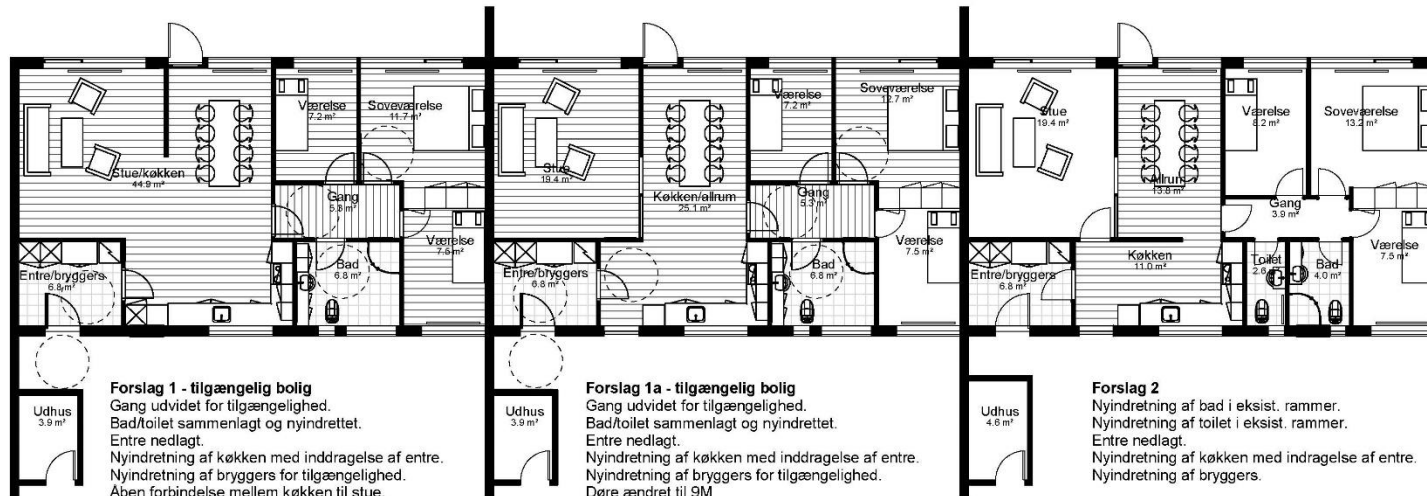 Værelse
7.2 m²
Soveværelse
11.7 m²
Stue/køkken
44.9 m²
Gang
5.3 m²
Værelse
7.5 m²
Bad
6.8 m²
Entre/bryggers
6.8 m²
Udhus
3.9 m²
Forslag 1 - tilgængelig bolig
Gang udvidet for tilgængelighed.
Bad/toilet sammenlagt og nyindrettet.
Entre nedlagt.
Nyindretning af køkken med inddragelse af entre.
Nyindretning af bryggers for tilgængelighed.
Åben forbindelse mellem køkken til stue.
Værelse
7.2 m²
Soveværelse
12.7 m²
Stue
19.4 m²
Køkken/allrum
25.1 m²
Gang
5.3 m²
Værelse
7.5 m²
Bad
6.8 m²
Entre/bryggers
6.8 m²
Udhus
3.9 m²
Forslag 1a - tilgængelig bolig
Gang udvidet for tilgængelighed.
Bad/toilet sammenlagt og nyindrettet.
Entre nedlagt.
Nyindretning af køkken med inddragelse af entre.
Nyindretning af bryggers for tilgængelighed.
Døre ændret til 9M
Stue
19.4 m²
Værelse
8.2 m²
Soveværelse
13.2 m²
Allrum
13.8 m²
Gang
3.9 m²
Værelse
7.5 m²
Køkken
11.0 m²
Toilet
2.6
Bad
4.0 m²
Entre/bryggers
6.8 m²
Udhus
4.6 m²
Forslag 2
Nyindretning af bad i eksist. rammer.
Nyindretning af toilet i eksist. rammer.
Entre nedlagt.
Nyindretning af køkken med indragelse af entre.
Nyindretning af bryggers.